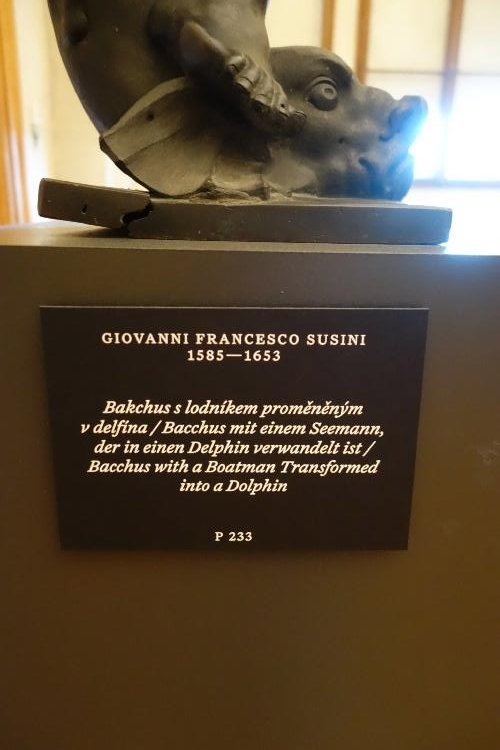 GIOVANNI FRANCESCO SUSINI
1585—1653
Bakchus s lodníkem proměněným
v delfína / Bacchus mit einem Seemann,
der in einen Delphin verwandelt ist /
Bacchus with a Boatman Transformed
into a Dolphin
P 233